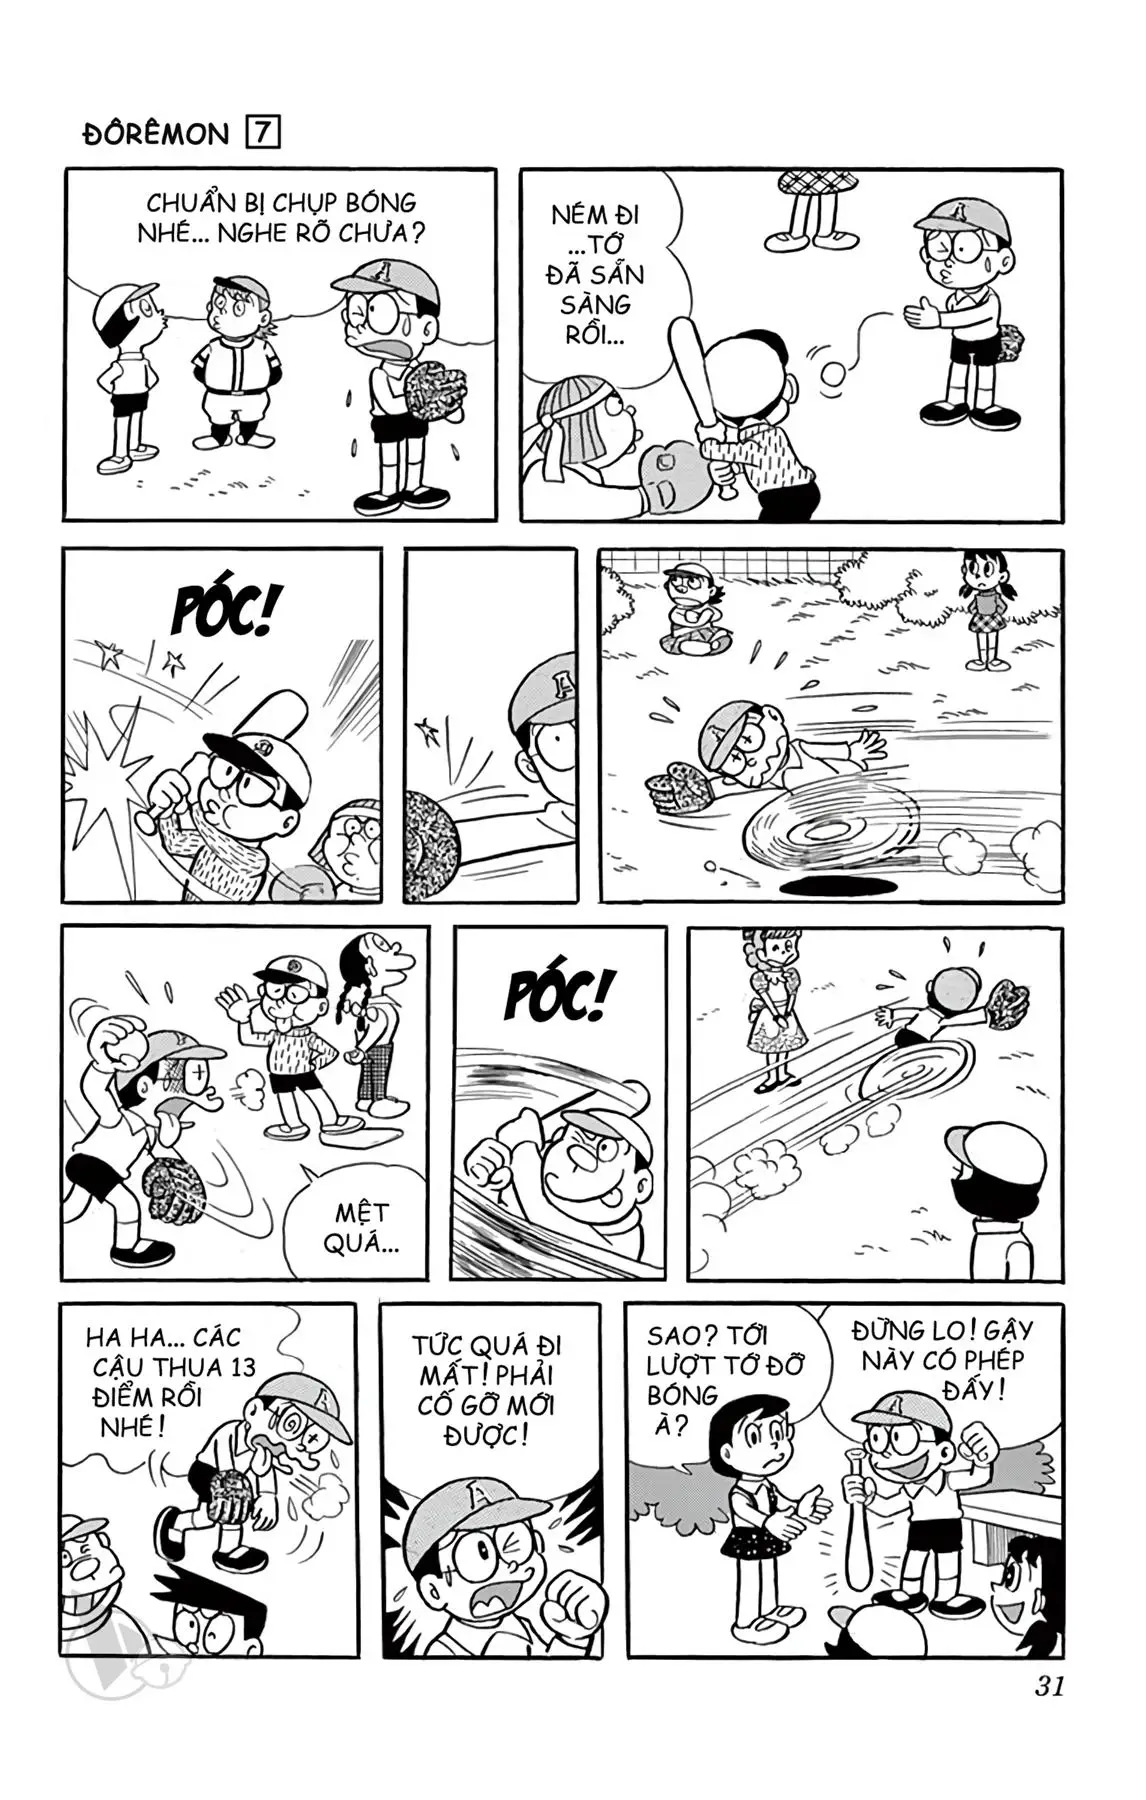 ĐÔRÊMON 7
CHUẨN BỊ CHỤP BÓNG
NHÉ... NGHE RÕ CHƯA?
A
NÉM ĐI
...TỚ
ĐÃ SẴN
SÀNG
RỒI...
A
PÓC!
A
A
MỆT
QUÁ...
PÓC!
HA HA... CÁC
CẬU THUA 13
ĐIỂM RỒI
NHÉ!
A
TỨC QUÁ ĐI
MẤT! PHẢI
CỐ GỠ MỚI
ĐƯỢC!
A
SAO? TỚI
LƯỢT TỚ ĐỠ
BÓNG
À?
ĐỪNG LO! GẬY
NÀY CÓ PHÉP
ĐẤY!
A
31